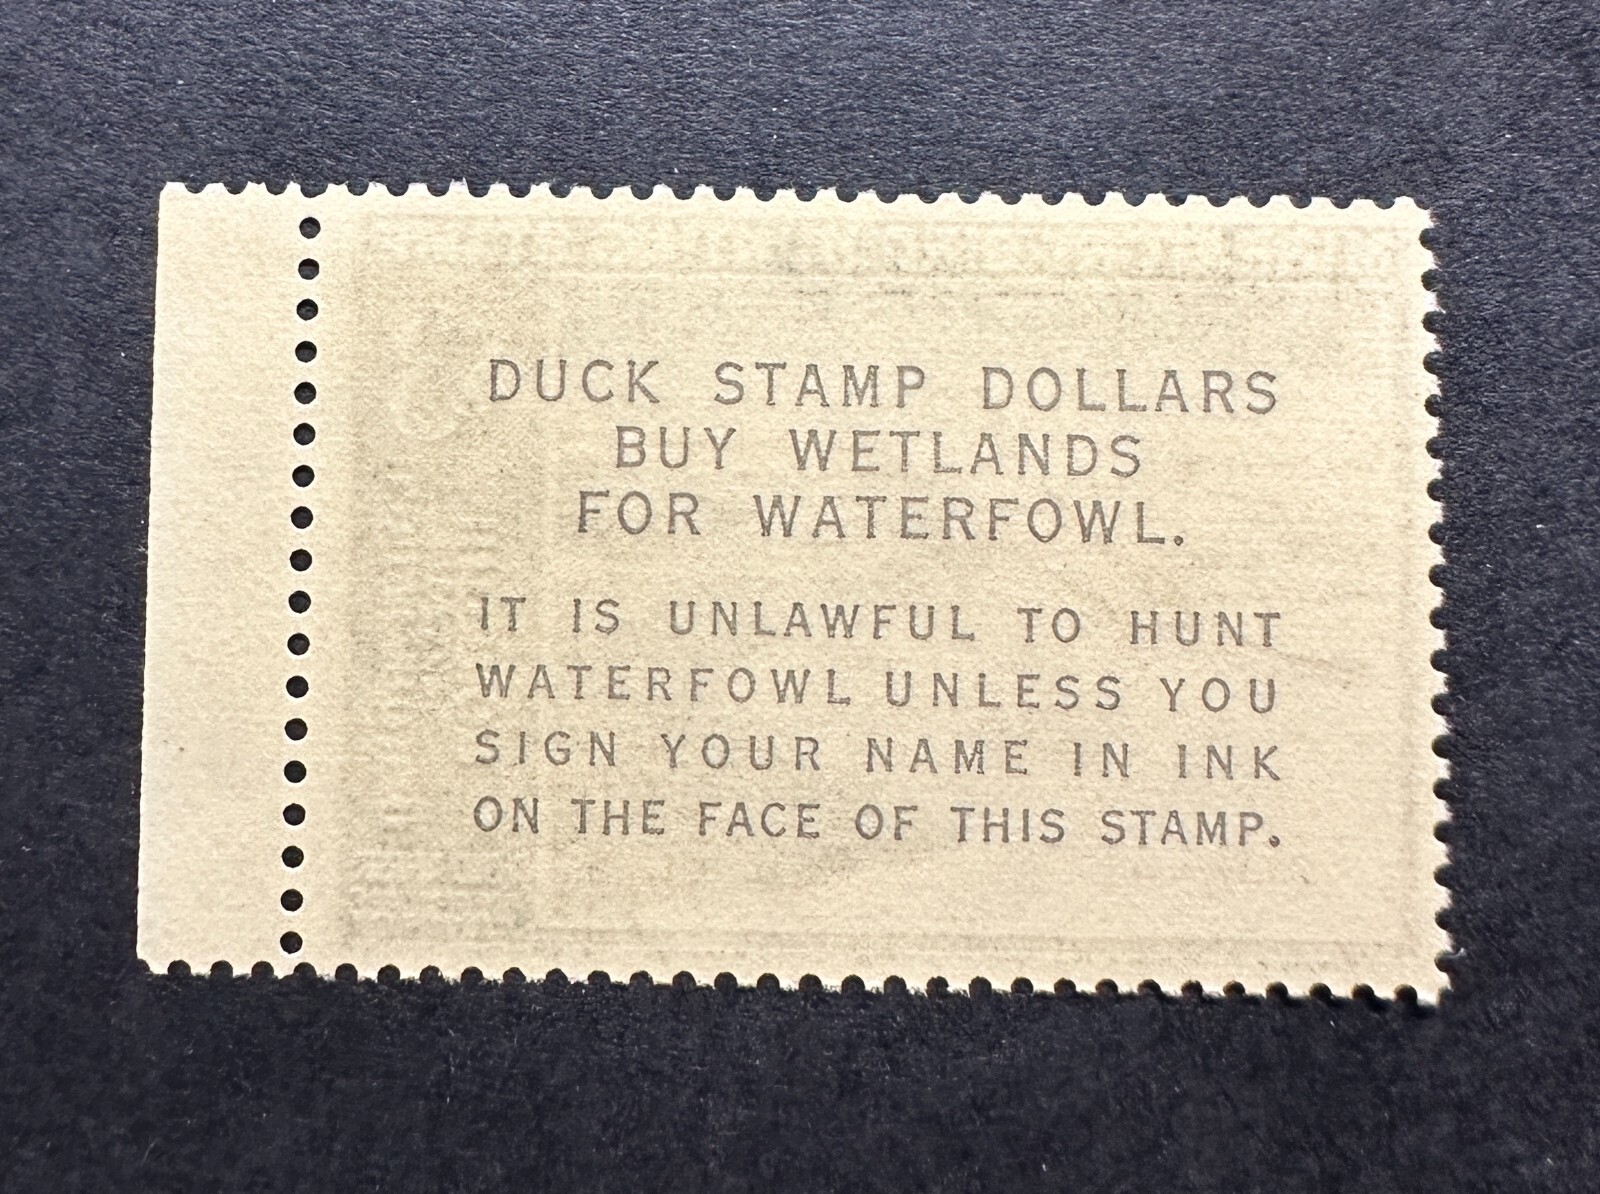 DUCK STAMP DOLLARS
BUY WETLANDS
FOR WATERFOWL.
IT IS UNLAWFUL TO HUNT
WATERFOWL UNLESS YOU
SIGN YOUR NAME IN INK
ON THE FACE OF THIS STAMP.